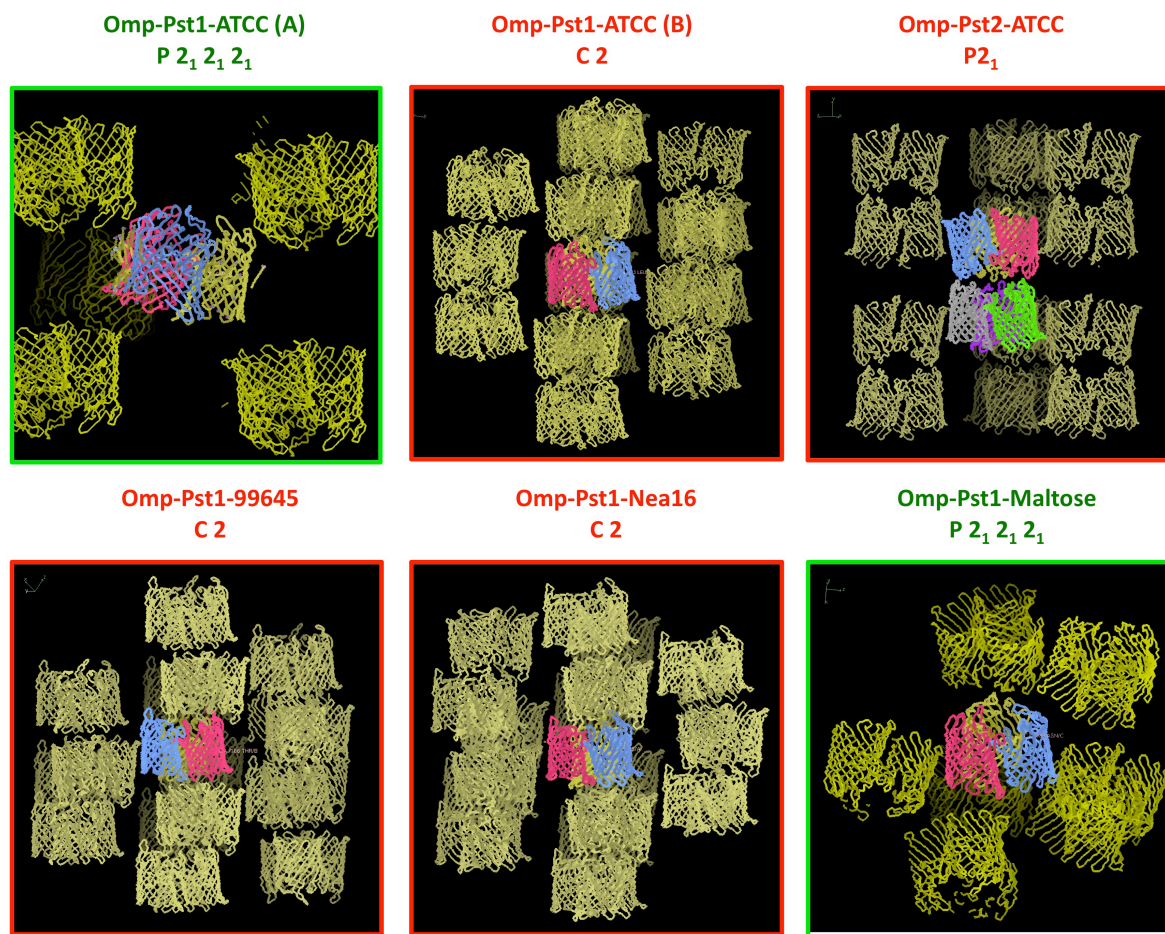 Omp-Pst1-ATCC (A)
P 2₁ 2₁ 2₁
Omp-Pst1-ATCC (B)
C 2
Omp-Pst2-ATCC
P2₁
Omp-Pst1-99645
C 2
Omp-Pst1-Nea16
C 2
Omp-Pst1-Maltose
P 2₁ 2₁ 2₁